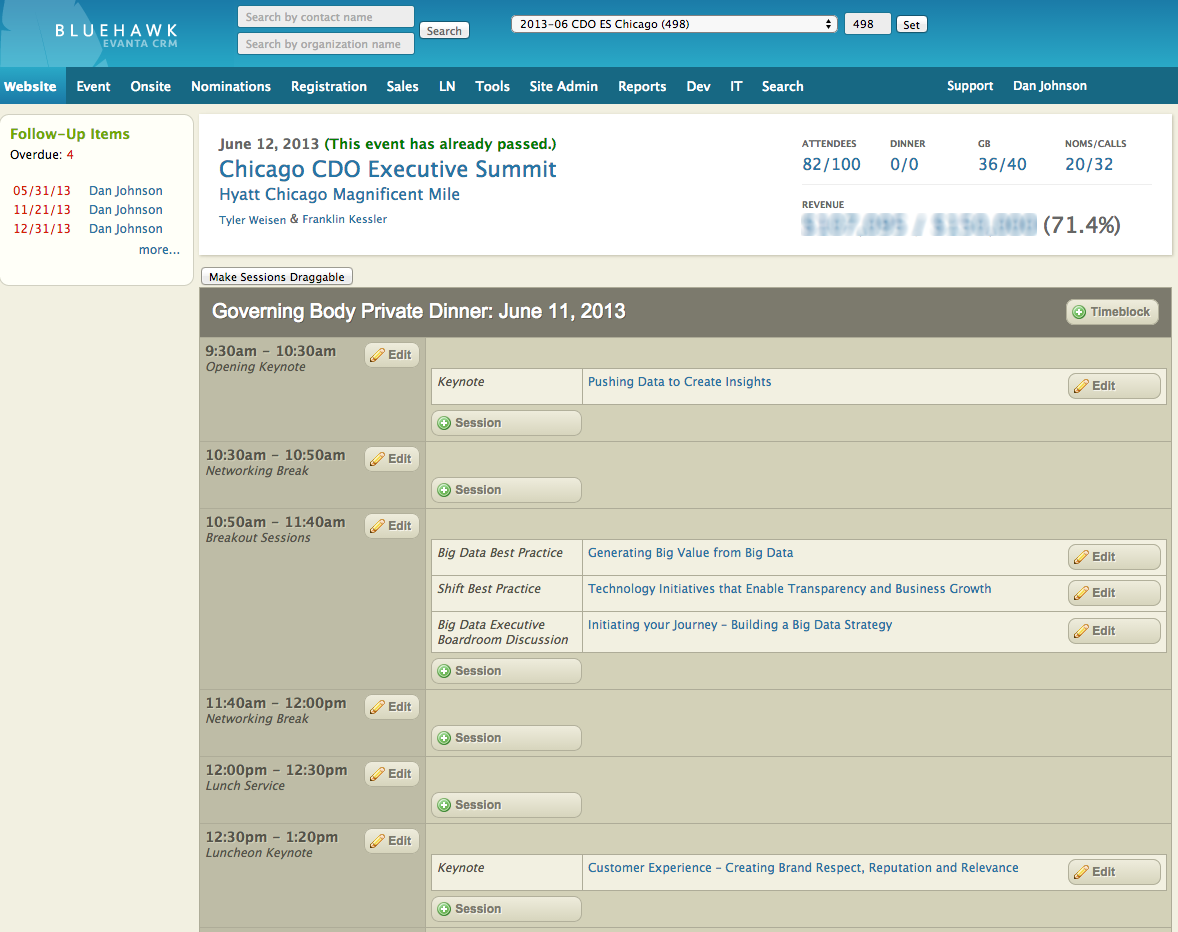 BLUEHAWK
EVANTA CRM
Search by contact name
Search by organization name
Search
2013-06 CDO ES Chicago (498)
498
Set
Website Event Onsite Nominations Registration Sales LN Tools Site Admin Reports Dev IT Search Support Dan Johnson
Follow-Up Items
Overdue: 4
05/31/13 Dan Johnson
11/21/13 Dan Johnson
12/31/13 Dan Johnson
more...
June 12, 2013 (This event has already passed.)
Chicago CDO Executive Summit
Hyatt Chicago Magnificent Mile
Tyler Weisen & Franklin Kessler
ATTENDEES DINNER GB NOMS/CALLS
82/100 0/0 36/40 20/32
REVENUE
(71.4%)
Make Sessions Draggable
Governing Body Private Dinner: June 11, 2013
Timeblock
9:30am - 10:30am
Opening Keynote
Edit
Keynote Pushing Data to Create Insights Edit
Session
10:30am - 10:50am
Networking Break
Edit
Session
10:50am - 11:40am
Breakout Sessions
Edit
Big Data Best Practice Generating Big Value from Big Data Edit
Shift Best Practice Technology Initiatives that Enable Transparency and Business Growth Edit
Big Data Executive
Boardroom Discussion
Initiating your Journey - Building a Big Data Strategy Edit
Session
11:40am - 12:00pm
Networking Break
Edit
Session
12:00pm - 12:30pm
Lunch Service
Edit
Session
12:30pm - 1:20pm
Luncheon Keynote
Edit
Keynote Customer Experience - Creating Brand Respect, Reputation and Relevance Edit
Session